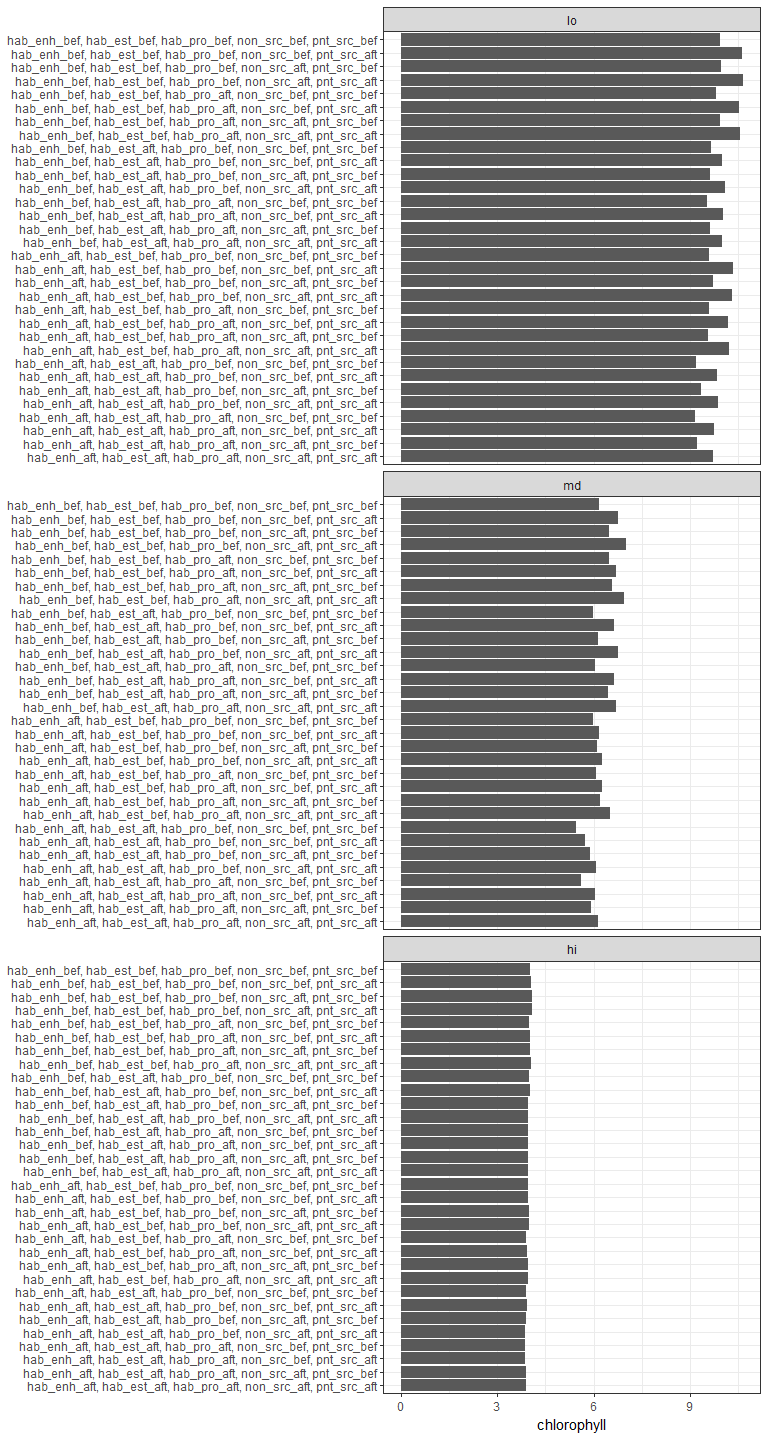 lo
hab_enh_bef, hab_est_bef, hab_pro_bef, non_src_bef, pnt_src_bef
hab_enh_bef, hab_est_bef, hab_pro_bef, non_src_bef, pnt_src_aft
hab_enh_bef, hab_est_bef, hab_pro_bef, non_src_aft, pnt_src_bef
hab_enh_bef, hab_est_bef, hab_pro_bef, non_src_aft, pnt_src_aft
hab_enh_bef, hab_est_bef, hab_pro_aft, non_src_bef, pnt_src_bef
hab_enh_bef, hab_est_bef, hab_pro_aft, non_src_bef, pnt_src_aft
hab_enh_bef, hab_est_bef, hab_pro_aft, non_src_aft, pnt_src_bef
hab_enh_bef, hab_est_bef, hab_pro_aft, non_src_aft, pnt_src_aft
hab_enh_bef, hab_est_aft, hab_pro_bef, non_src_bef, pnt_src_bef
hab_enh_bef, hab_est_aft, hab_pro_bef, non_src_bef, pnt_src_aft
hab_enh_bef, hab_est_aft, hab_pro_bef, non_src_aft, pnt_src_bef
hab_enh_bef, hab_est_aft, hab_pro_bef, non_src_aft, pnt_src_aft
hab_enh_bef, hab_est_aft, hab_pro_aft, non_src_bef, pnt_src_bef
hab_enh_bef, hab_est_aft, hab_pro_aft, non_src_bef, pnt_src_aft
hab_enh_bef, hab_est_aft, hab_pro_aft, non_src_aft, pnt_src_bef
hab_enh_bef, hab_est_aft, hab_pro_aft, non_src_aft, pnt_src_aft
hab_enh_aft, hab_est_bef, hab_pro_bef, non_src_bef, pnt_src_bef
hab_enh_aft, hab_est_bef, hab_pro_bef, non_src_bef, pnt_src_aft
hab_enh_aft, hab_est_bef, hab_pro_bef, non_src_aft, pnt_src_bef
hab_enh_aft, hab_est_bef, hab_pro_bef, non_src_aft, pnt_src_aft
hab_enh_aft, hab_est_bef, hab_pro_aft, non_src_bef, pnt_src_bef
hab_enh_aft, hab_est_bef, hab_pro_aft, non_src_bef, pnt_src_aft
hab_enh_aft, hab_est_bef, hab_pro_aft, non_src_aft, pnt_src_bef
hab_enh_aft, hab_est_bef, hab_pro_aft, non_src_aft, pnt_src_aft
hab_enh_aft, hab_est_aft, hab_pro_bef, non_src_bef, pnt_src_bef
hab_enh_aft, hab_est_aft, hab_pro_bef, non_src_bef, pnt_src_aft
hab_enh_aft, hab_est_aft, hab_pro_bef, non_src_aft, pnt_src_bef
hab_enh_aft, hab_est_aft, hab_pro_bef, non_src_aft, pnt_src_aft
hab_enh_aft, hab_est_aft, hab_pro_aft, non_src_bef, pnt_src_bef
hab_enh_aft, hab_est_aft, hab_pro_aft, non_src_bef, pnt_src_aft
hab_enh_aft, hab_est_aft, hab_pro_aft, non_src_aft, pnt_src_bef
hab_enh_aft, hab_est_aft, hab_pro_aft, non_src_aft, pnt_src_aft
md
hab_enh_bef, hab_est_bef, hab_pro_bef, non_src_bef, pnt_src_bef
hab_enh_bef, hab_est_bef, hab_pro_bef, non_src_bef, pnt_src_aft
hab_enh_bef, hab_est_bef, hab_pro_bef, non_src_aft, pnt_src_bef
hab_enh_bef, hab_est_bef, hab_pro_bef, non_src_aft, pnt_src_aft
hab_enh_bef, hab_est_bef, hab_pro_aft, non_src_bef, pnt_src_bef
hab_enh_bef, hab_est_bef, hab_pro_aft, non_src_bef, pnt_src_aft
hab_enh_bef, hab_est_bef, hab_pro_aft, non_src_aft, pnt_src_bef
hab_enh_bef, hab_est_bef, hab_pro_aft, non_src_aft, pnt_src_aft
hab_enh_bef, hab_est_aft, hab_pro_bef, non_src_bef, pnt_src_bef
hab_enh_bef, hab_est_aft, hab_pro_bef, non_src_bef, pnt_src_aft
hab_enh_bef, hab_est_aft, hab_pro_bef, non_src_aft, pnt_src_bef
hab_enh_bef, hab_est_aft, hab_pro_bef, non_src_aft, pnt_src_aft
hab_enh_bef, hab_est_aft, hab_pro_aft, non_src_bef, pnt_src_bef
hab_enh_bef, hab_est_aft, hab_pro_aft, non_src_bef, pnt_src_aft
hab_enh_bef, hab_est_aft, hab_pro_aft, non_src_aft, pnt_src_bef
hab_enh_bef, hab_est_aft, hab_pro_aft, non_src_aft, pnt_src_aft
hab_enh_aft, hab_est_bef, hab_pro_bef, non_src_bef, pnt_src_bef
hab_enh_aft, hab_est_bef, hab_pro_bef, non_src_bef, pnt_src_aft
hab_enh_aft, hab_est_bef, hab_pro_bef, non_src_aft, pnt_src_bef
hab_enh_aft, hab_est_bef, hab_pro_bef, non_src_aft, pnt_src_aft
hab_enh_aft, hab_est_bef, hab_pro_aft, non_src_bef, pnt_src_bef
hab_enh_aft, hab_est_bef, hab_pro_aft, non_src_bef, pnt_src_aft
hab_enh_aft, hab_est_bef, hab_pro_aft, non_src_aft, pnt_src_bef
hab_enh_aft, hab_est_bef, hab_pro_aft, non_src_aft, pnt_src_aft
hab_enh_aft, hab_est_aft, hab_pro_bef, non_src_bef, pnt_src_bef
hab_enh_aft, hab_est_aft, hab_pro_bef, non_src_bef, pnt_src_aft
hab_enh_aft, hab_est_aft, hab_pro_bef, non_src_aft, pnt_src_bef
hab_enh_aft, hab_est_aft, hab_pro_bef, non_src_aft, pnt_src_aft
hab_enh_aft, hab_est_aft, hab_pro_aft, non_src_bef, pnt_src_bef
hab_enh_aft, hab_est_aft, hab_pro_aft, non_src_bef, pnt_src_aft
hab_enh_aft, hab_est_aft, hab_pro_aft, non_src_aft, pnt_src_bef
hab_enh_aft, hab_est_aft, hab_pro_aft, non_src_aft, pnt_src_aft
hi
hab_enh_bef, hab_est_bef, hab_pro_bef, non_src_bef, pnt_src_bef
hab_enh_bef, hab_est_bef, hab_pro_bef, non_src_bef, pnt_src_aft
hab_enh_bef, hab_est_bef, hab_pro_bef, non_src_aft, pnt_src_bef
hab_enh_bef, hab_est_bef, hab_pro_bef, non_src_aft, pnt_src_aft
hab_enh_bef, hab_est_bef, hab_pro_aft, non_src_bef, pnt_src_bef
hab_enh_bef, hab_est_bef, hab_pro_aft, non_src_bef, pnt_src_aft
hab_enh_bef, hab_est_bef, hab_pro_aft, non_src_aft, pnt_src_bef
hab_enh_bef, hab_est_bef, hab_pro_aft, non_src_aft, pnt_src_aft
hab_enh_bef, hab_est_aft, hab_pro_bef, non_src_bef, pnt_src_bef
hab_enh_bef, hab_est_aft, hab_pro_bef, non_src_bef, pnt_src_aft
hab_enh_bef, hab_est_aft, hab_pro_bef, non_src_aft, pnt_src_bef
hab_enh_bef, hab_est_aft, hab_pro_bef, non_src_aft, pnt_src_aft
hab_enh_bef, hab_est_aft, hab_pro_aft, non_src_bef, pnt_src_bef
hab_enh_bef, hab_est_aft, hab_pro_aft, non_src_bef, pnt_src_aft
hab_enh_bef, hab_est_aft, hab_pro_aft, non_src_aft, pnt_src_bef
hab_enh_bef, hab_est_aft, hab_pro_aft, non_src_aft, pnt_src_aft
hab_enh_aft, hab_est_bef, hab_pro_bef, non_src_bef, pnt_src_bef
hab_enh_aft, hab_est_bef, hab_pro_bef, non_src_bef, pnt_src_aft
hab_enh_aft, hab_est_bef, hab_pro_bef, non_src_aft, pnt_src_bef
hab_enh_aft, hab_est_bef, hab_pro_bef, non_src_aft, pnt_src_aft
hab_enh_aft, hab_est_bef, hab_pro_aft, non_src_bef, pnt_src_bef
hab_enh_aft, hab_est_bef, hab_pro_aft, non_src_bef, pnt_src_aft
hab_enh_aft, hab_est_bef, hab_pro_aft, non_src_aft, pnt_src_bef
hab_enh_aft, hab_est_bef, hab_pro_aft, non_src_aft, pnt_src_aft
hab_enh_aft, hab_est_aft, hab_pro_bef, non_src_bef, pnt_src_bef
hab_enh_aft, hab_est_aft, hab_pro_bef, non_src_bef, pnt_src_aft
hab_enh_aft, hab_est_aft, hab_pro_bef, non_src_aft, pnt_src_bef
hab_enh_aft, hab_est_aft, hab_pro_bef, non_src_aft, pnt_src_aft
hab_enh_aft, hab_est_aft, hab_pro_aft, non_src_bef, pnt_src_bef
hab_enh_aft, hab_est_aft, hab_pro_aft, non_src_bef, pnt_src_aft
hab_enh_aft, hab_est_aft, hab_pro_aft, non_src_aft, pnt_src_bef
hab_enh_aft, hab_est_aft, hab_pro_aft, non_src_aft, pnt_src_aft
0 3 6 9
chlorophyll